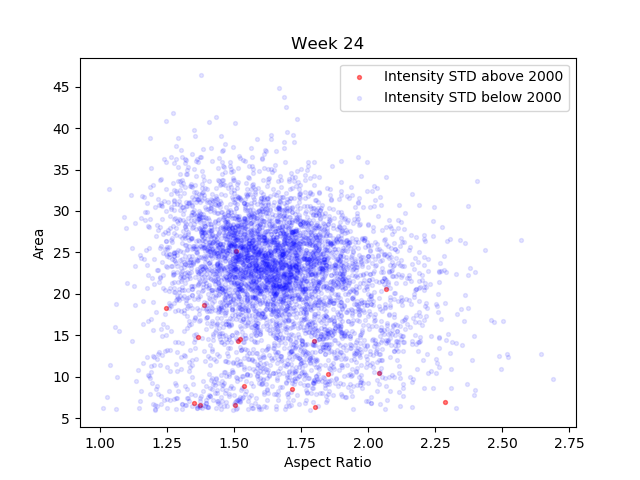 Week 24
Intensity STD above 2000
Intensity STD below 2000
45
40
35
30
25
20
15
10
5
Area
1.00 1.25 1.50 1.75 2.00 2.25 2.50 2.75
Aspect Ratio